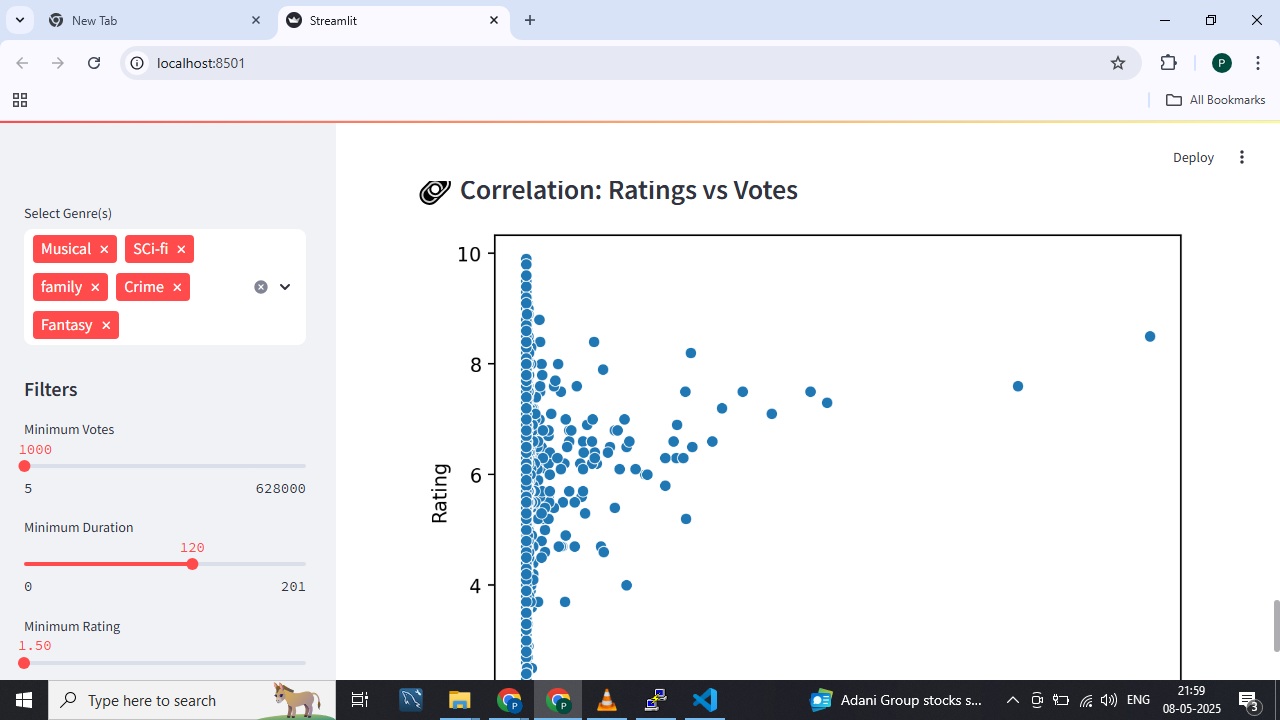 New Tab
Streamlit
localhost:8501
P
All Bookmarks
Deploy
Select Genre(s)
Musical
SCi-fi
family
Crime
Fantasy
Filters
Minimum Votes
1000
5 628000
Minimum Duration
120
0 201
Minimum Rating
1.50
Correlation: Ratings vs Votes
10
8
6
4
Rating
Type here to search
Adani Group stocks s...
ENG
21:59
08-05-2025
3